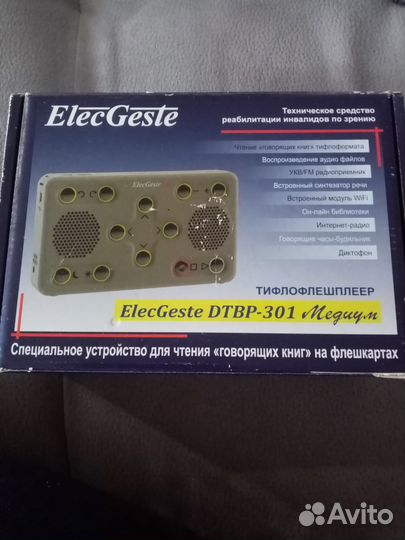 ElecGeste
Техническое средство
реабилитации инвалидов по зрению
Чтение «говорящих книг» тифлоформата
Воспроизведение аудио файлов
УКВ/FM радиоприемник
Встроенный синтезатор речи
Встроенный модуль WiFi
Он-лайн библиотеки
Интернет-радио
Говорящие часы-будильник
Диктофон
ElecGeste
ТИФЛОФЛЕШПЛЕЕР
ElecGeste DTBP-301 Медиум
Специальное устройство для чтения "говорящих книг" на флешкартах
Avito